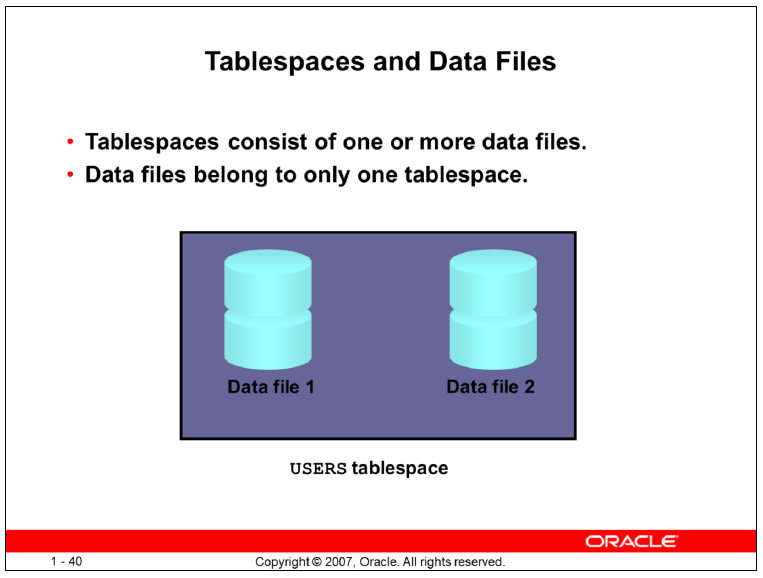 Tablespaces and Data Files
• Tablespaces consist of one or more data files.
• Data files belong to only one tablespace.
Data file 1
Data file 2
USERS tablespace
ORACLE
1 - 40
Copyright © 2007, Oracle. All rights reserved.